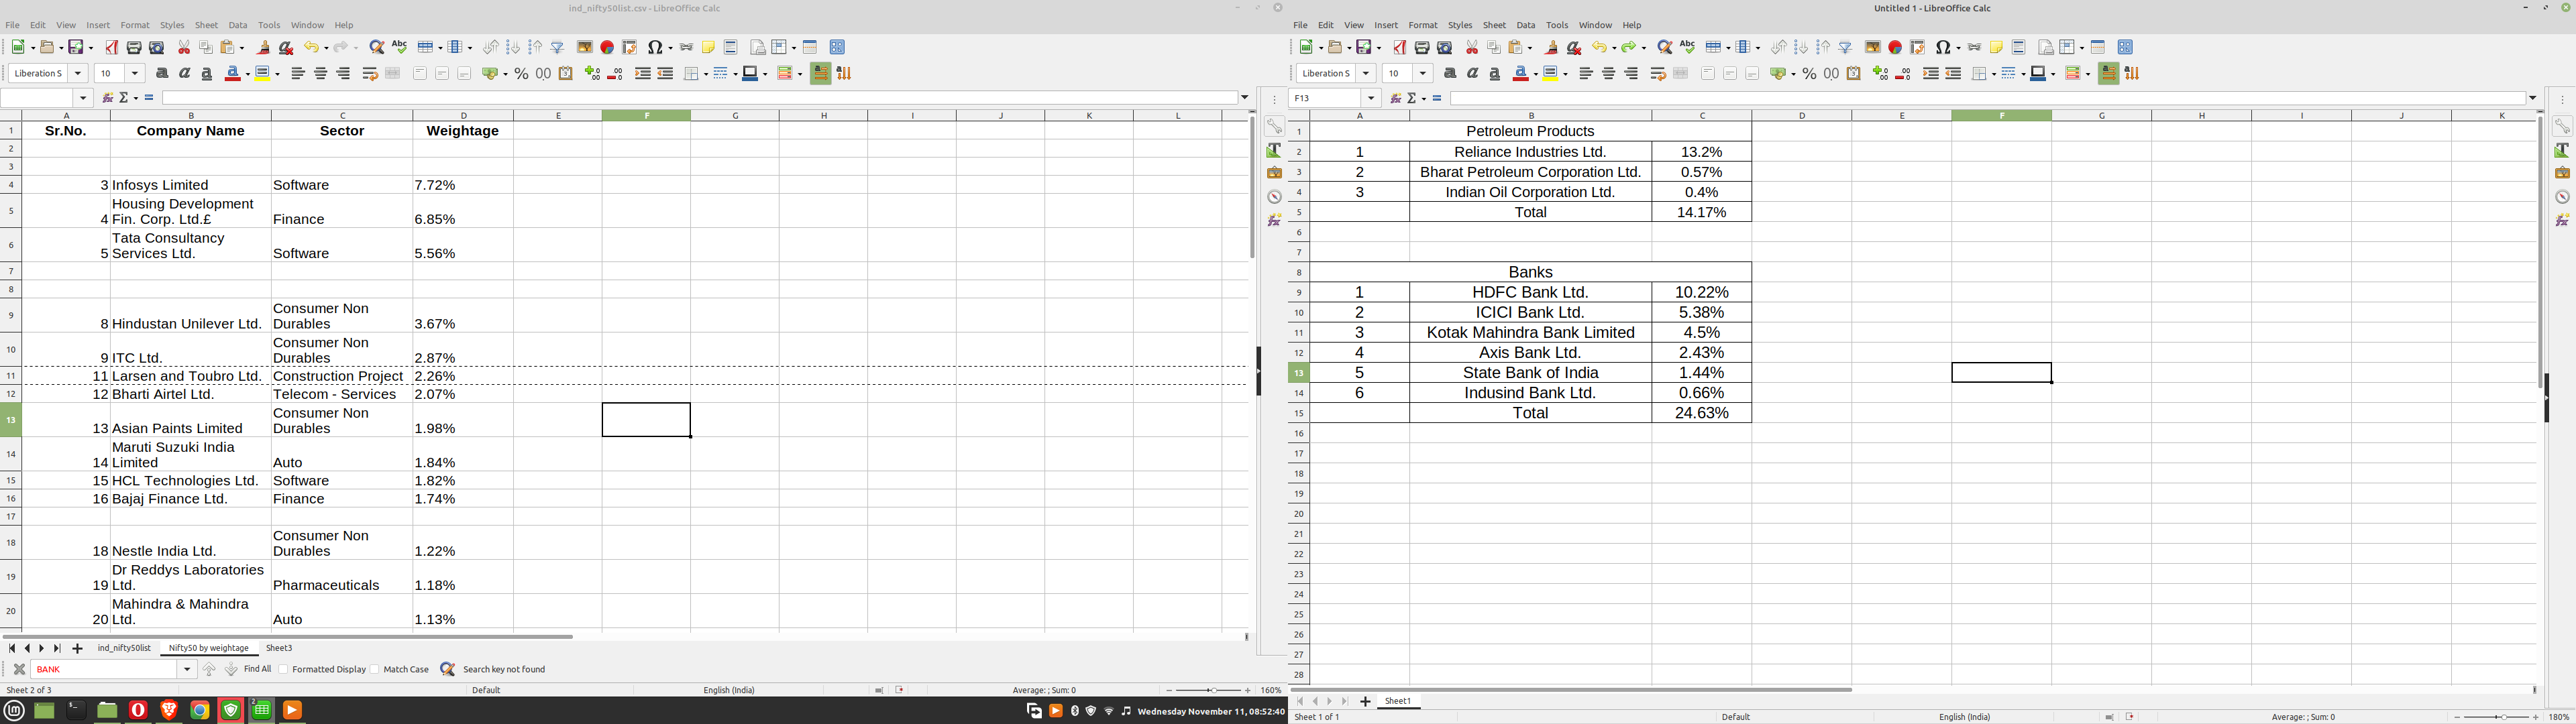 ind_nifty50list.csv - LibreOffice Calc
File Edit View Insert Format Styles Sheet Data Tools Window Help
Liberation S 10
A B C D E F G H I J K L
1 Sr.No. Company Name Sector Weightage
2
3
4 3 Infosys Limited Software 7.72%
Housing Development
5 4 Fin. Corp. Ltd.£ Finance 6.85%
Tata Consultancy
6 5 Services Ltd. Software 5.56%
7
8
Consumer Non
9 8 Hindustan Unilever Ltd. Durables 3.67%
Consumer Non
10 9 ITC Ltd. Durables 2.87%
11 11 Larsen and Toubro Ltd. Construction Project 2.26%
12 12 Bharti Airtel Ltd. Telecom - Services 2.07%
Consumer Non
13 13 Asian Paints Limited Durables 1.98%
Maruti Suzuki India
14 14 Limited Auto 1.84%
15 15 HCL Technologies Ltd. Software 1.82%
16 16 Bajaj Finance Ltd. Finance 1.74%
17
Consumer Non
18 18 Nestle India Ltd. Durables 1.22%
Dr Reddys Laboratories
19 19 Ltd. Pharmaceuticals 1.18%
Mahindra & Mahindra
20 20 Ltd. Auto 1.13%
ind_nifty50list Nifty50 by weightage Sheet3
BANK Find All Formatted Display Match Case Search key not found
Sheet 2 of 3 Default English (India) Average: ; Sum: 0 160%
Wednesday November 11, 08:52:40
Untitled 1 - LibreOffice Calc
File Edit View Insert Format Styles Sheet Data Tools Window Help
Liberation S 10
F13
A B C D E F G H I J K
1 Petroleum Products
2 1 Reliance Industries Ltd. 13.2%
3 2 Bharat Petroleum Corporation Ltd. 0.57%
4 3 Indian Oil Corporation Ltd. 0.4%
5 Total 14.17%
6
7
8 Banks
9 1 HDFC Bank Ltd. 10.22%
10 2 ICICI Bank Ltd. 5.38%
11 3 Kotak Mahindra Bank Limited 4.5%
12 4 Axis Bank Ltd. 2.43%
13 5 State Bank of India 1.44%
14 6 Indusind Bank Ltd. 0.66%
15 Total 24.63%
16
17
18
19
20
21
22
23
24
25
26
27
28
Sheet1
Sheet 1 of 1 Default English (India) Average: ; Sum: 0 180%